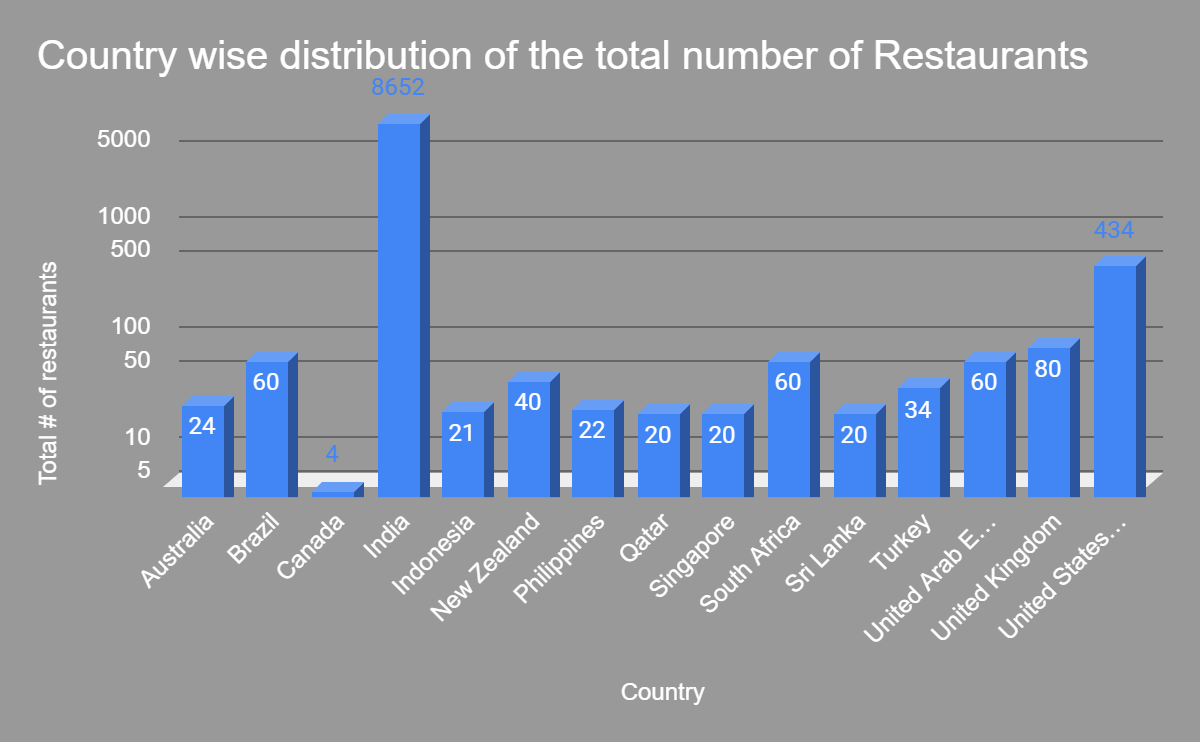 Country wise distribution of the total number of Restaurants
8652
5000
1000
500
434
100
50
10
5
24
60
4
21
40
22
20
20
60
20
34
60
80
Total # of restaurants
Australia
Brazil
Canada
India
Indonesia
New Zealand
Philippines
Qatar
Singapore
South Africa
Sri Lanka
Turkey
United Arab E…
United Kingdom
United States…
Country